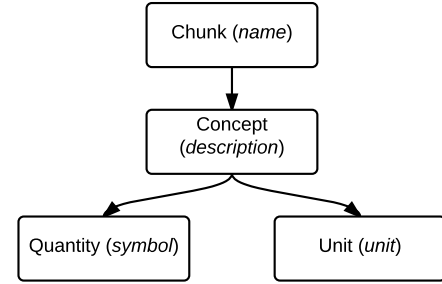 Chunk (name)
Concept
(description)
Quantity (symbol)
Unit (unit)